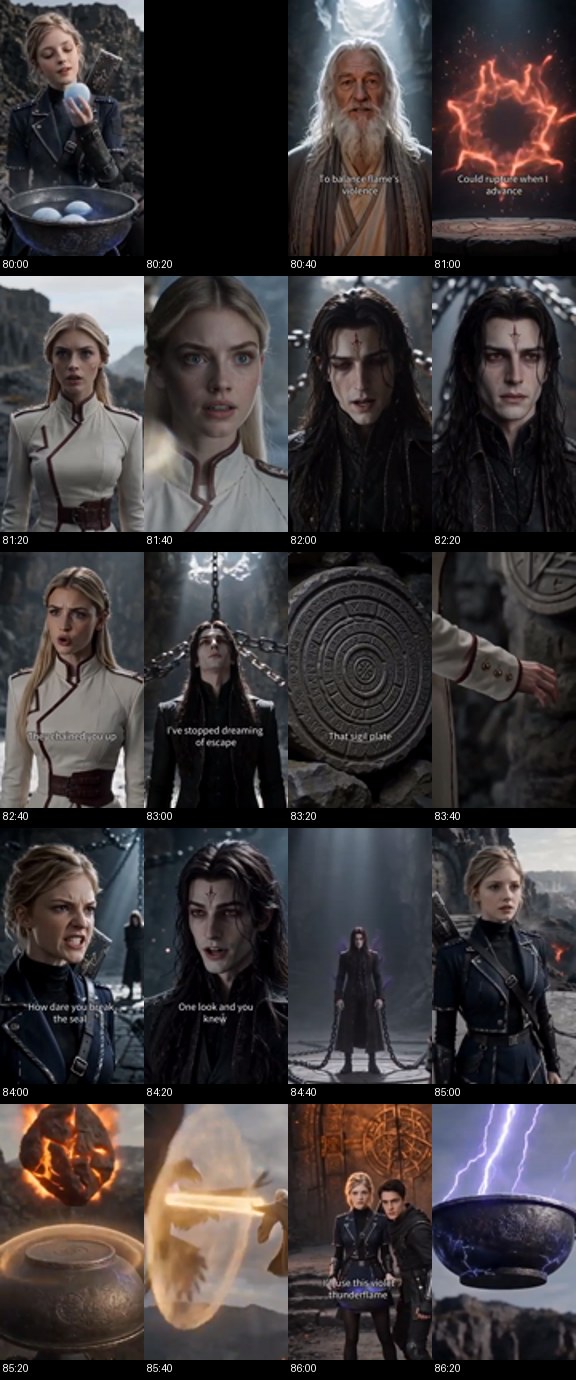 80:00
80:20
80:40
81:00
To balance flame's
violence
Could rupture when I
advance
81:20
81:40
82:00
82:20
They chained you up
I've stopped dreaming
of escape
That sigil plate
82:40
83:00
83:20
83:40
How dare you break
the seal
One look and you
knew
84:00
84:20
84:40
85:00
use this violet
thunderflame
85:20
85:40
86:00
86:20